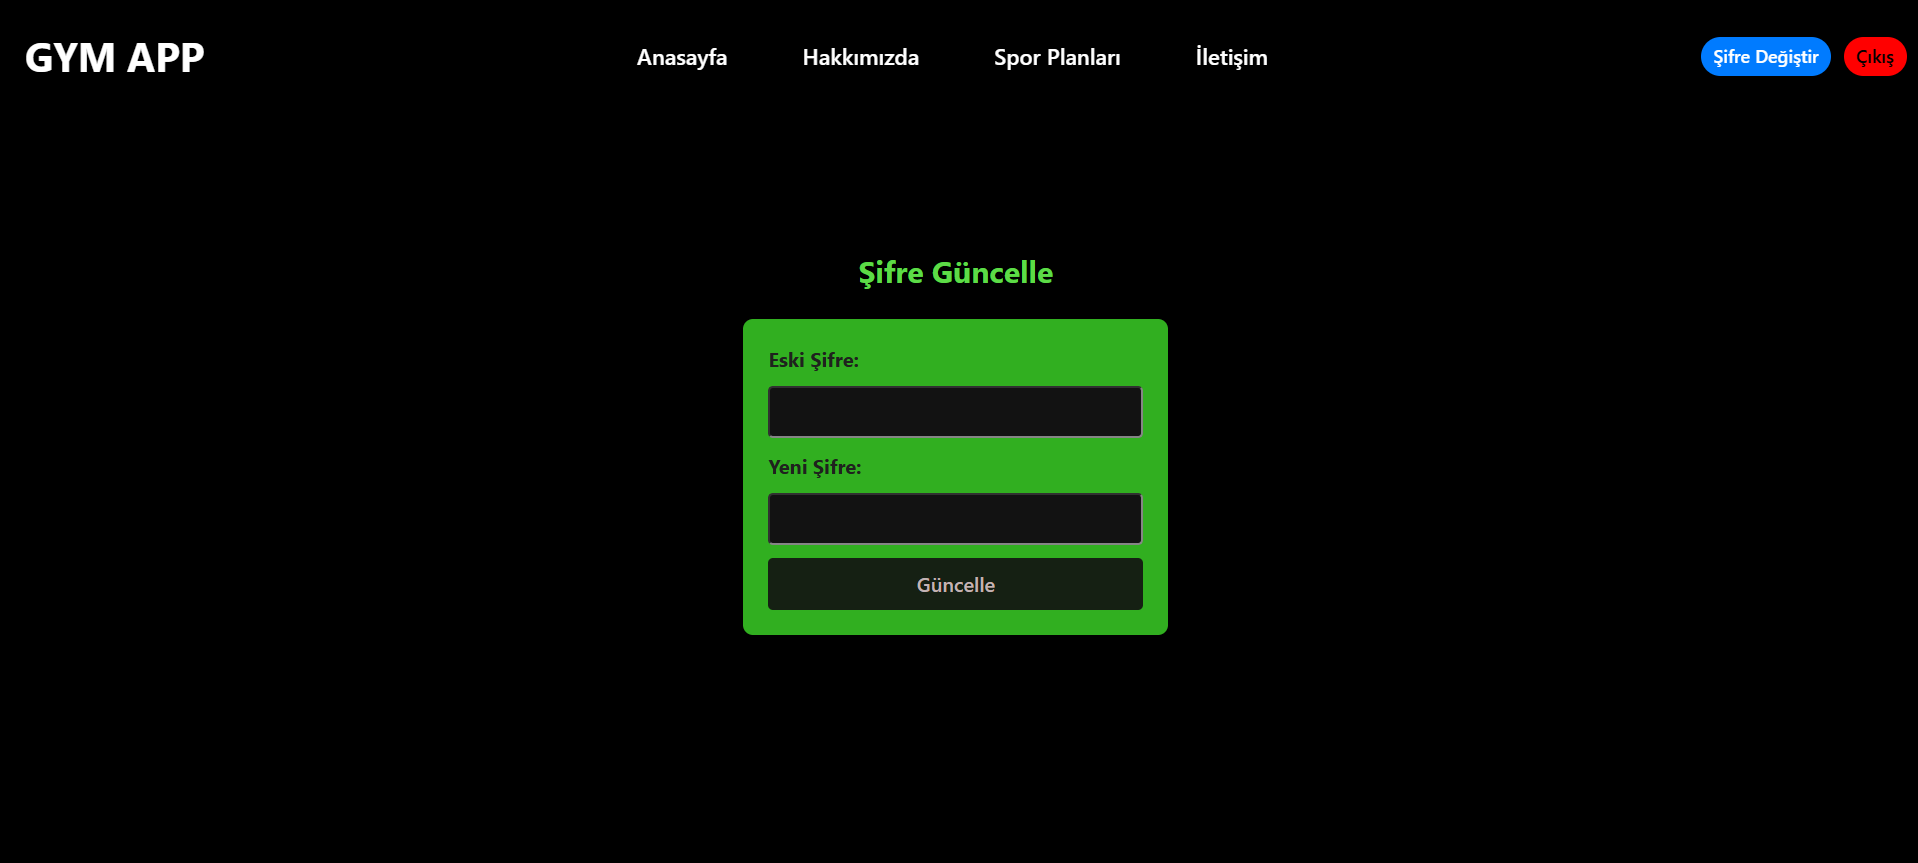 GYM APP
Anasayfa
Hakkımızda
Spor Planları
İletişim
Şifre Değiştir
Çıkış
Şifre Güncelle
Eski Şifre:
Yeni Şifre:
Güncelle